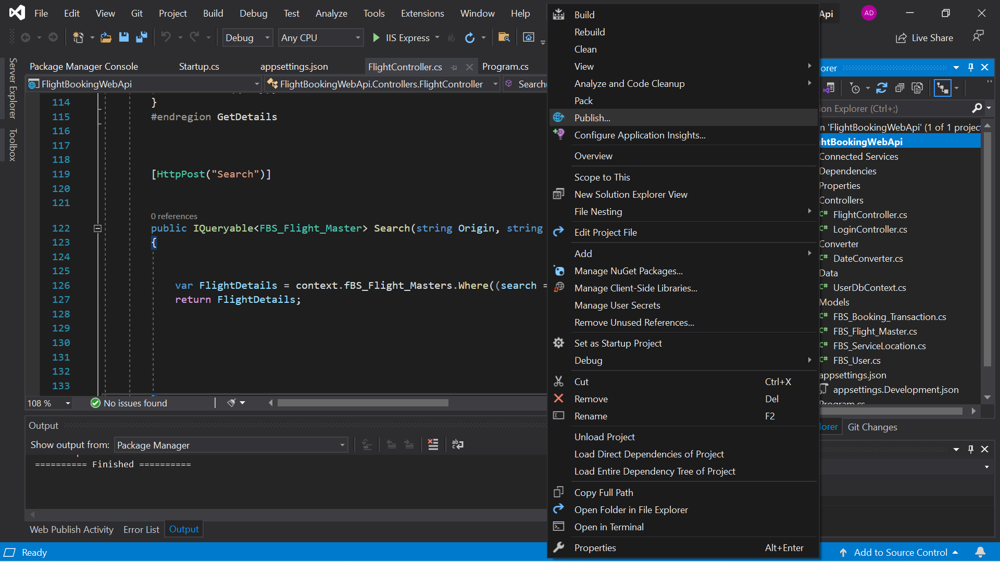 File Edit View Git Project Build Debug Test Analyze Tools Extensions Window Help
Api
AD
Debug
Any CPU
IIS Express
Live Share
Server Explorer
Toolbox
Package Manager Console
Startup.cs
appsettings.json
FlightController.cs
Program.cs
FlightBookingWebApi
FlightBookingWebApi.Controllers.FlightController
Search(
114 }
115 #endregion GetDetails
116
117
118
119 [HttpPost("Search")]
120
121
0 references
122 public IQueryable<FBS_Flight_Master> Search(string Origin, string
123 {
124
125
126 var FlightDetails = context.fBS_Flight_Masters.Where((search =
127 return FlightDetails;
128
129
130
131
132
133
108 %
No issues found
Output
Show output from: Package Manager
========== Finished ==========
Web Publish Activity
Error List
Output
Ready
Build
Rebuild
Clean
View
Analyze and Code Cleanup
Pack
Publish...
Configure Application Insights...
Overview
Scope to This
New Solution Explorer View
File Nesting
Edit Project File
Add
Manage NuGet Packages...
Manage Client-Side Libraries...
Manage User Secrets
Remove Unused References...
Set as Startup Project
Debug
Cut Ctrl+X
Remove Del
Rename F2
Unload Project
Load Direct Dependencies of Project
Load Entire Dependency Tree of Project
Copy Full Path
Open Folder in File Explorer
Open in Terminal
Properties Alt+Enter
orer
ion Explorer (Ctrl+;)
n 'FlightBookingWebApi' (1 of 1 project
htBookingWebApi
Connected Services
Dependencies
Properties
Controllers
C# FlightController.cs
C# LoginController.cs
Converter
C# DateConverter.cs
Data
C# UserDbContext.cs
Models
C# FBS_Booking_Transaction.cs
C# FBS_Flight_Master.cs
C# FBS_ServiceLocation.cs
C# FBS_User.cs
appsettings.json
appsettings.Development.json
Program.cs
lorer
Git Changes
Add to Source Control